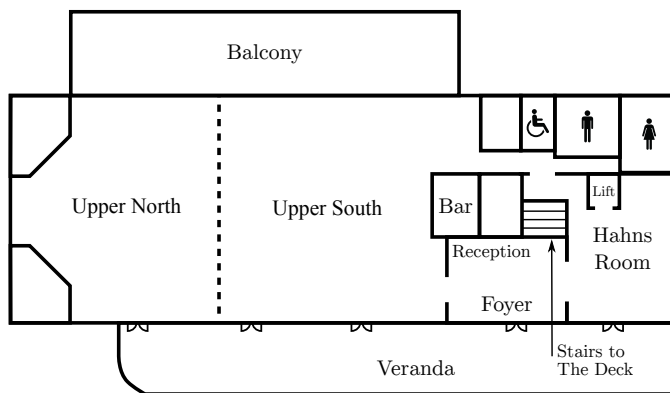 Balcony
Upper North
Upper South
Bar
Lift
Reception
Hahns
Room
Foyer
Stairs to
The Deck
Veranda